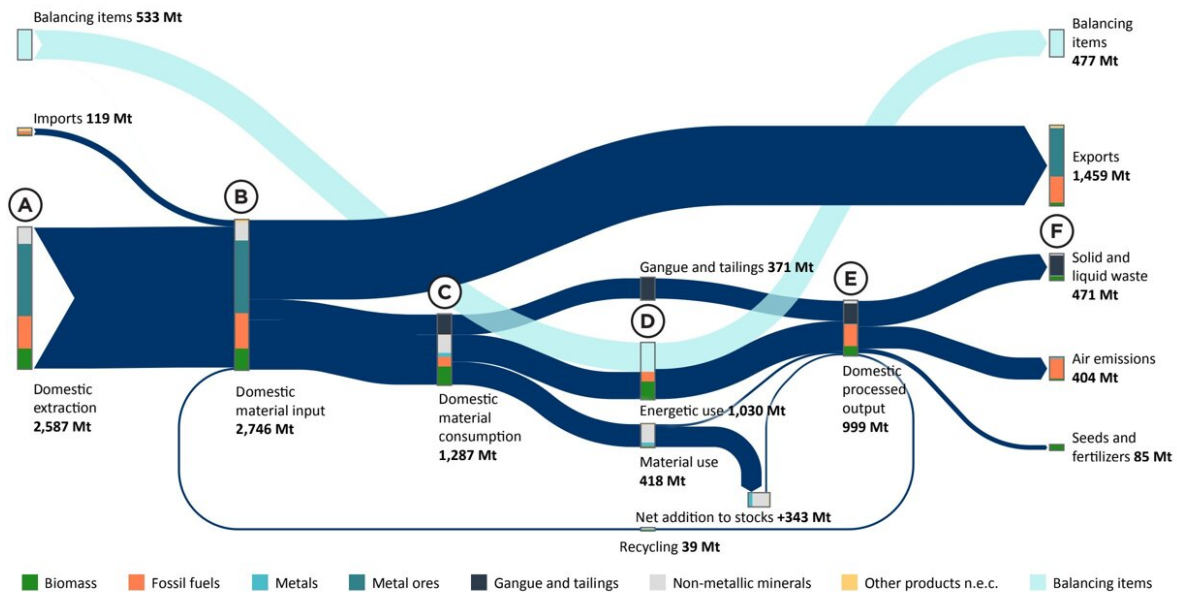 Balancing items 533 Mt
Balancing
items
477 Mt
Imports 119 Mt
Exports
1,459 Mt
A
B
F
Gangue and tailings 371 Mt
Solid and
liquid waste
471 Mt
C
E
D
Air emissions
404 Mt
Domestic
extraction
2,587 Mt
Domestic
material input
2,746 Mt
Domestic
material
consumption
1,287 Mt
Energetic use 1,030 Mt
Domestic
processed
output
999 Mt
Seeds and
fertilizers 85 Mt
Material use
418 Mt
Net addition to stocks +343 Mt
Recycling 39 Mt
Biomass
Fossil fuels
Metals
Metal ores
Gangue and tailings
Non-metallic minerals
Other products n.e.c.
Balancing items